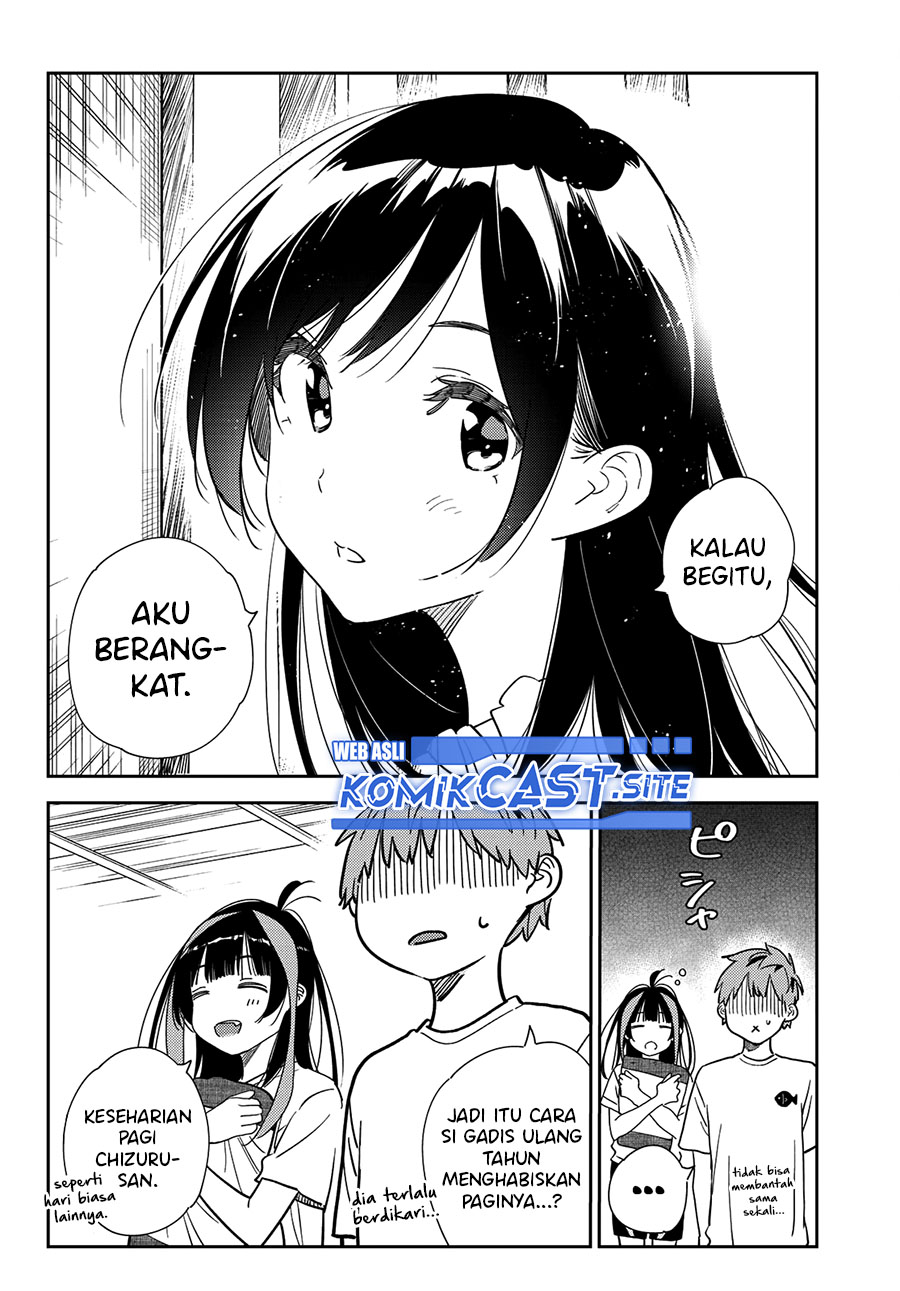 KALAU
BEGITU,
AKU
BERANG-
KAT.
WEB ASLI
KOMIKCAST.SITE
ピシャ
•••
tidak bisa
membantah
sama
sekali...
JADI ITU CARA
SI GADIS ULANG
TAHUN
MENGHABISKAN
PAGINYA...?
dia terlalu
berdikari...
KESEHARIAN
PAGI
CHIZURU-
SAN.
seperti
hari biasa
lainnya.